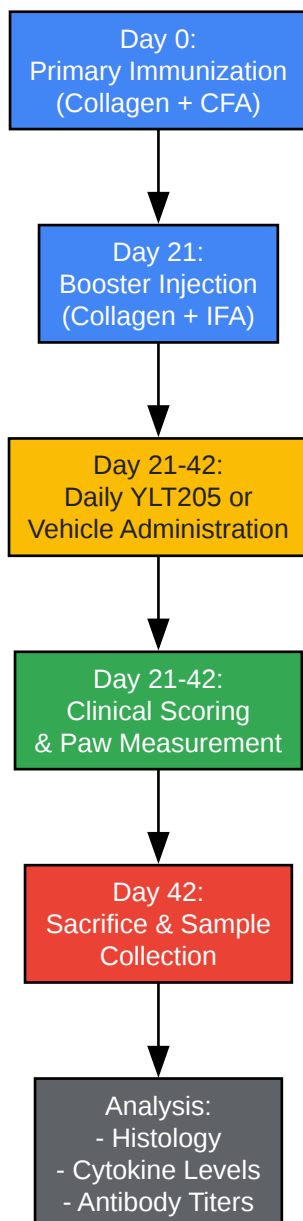 Day 0:
Primary Immunization
(Collagen + CFA)
Day 21:
Booster Injection
(Collagen + IFA)
Day 21-42:
Daily YLT205 or
Vehicle Administration
Day 21-42:
Clinical Scoring
& Paw Measurement
Day 42:
Sacrifice & Sample
Collection
Analysis:
- Histology
- Cytokine Levels
- Antibody Titers